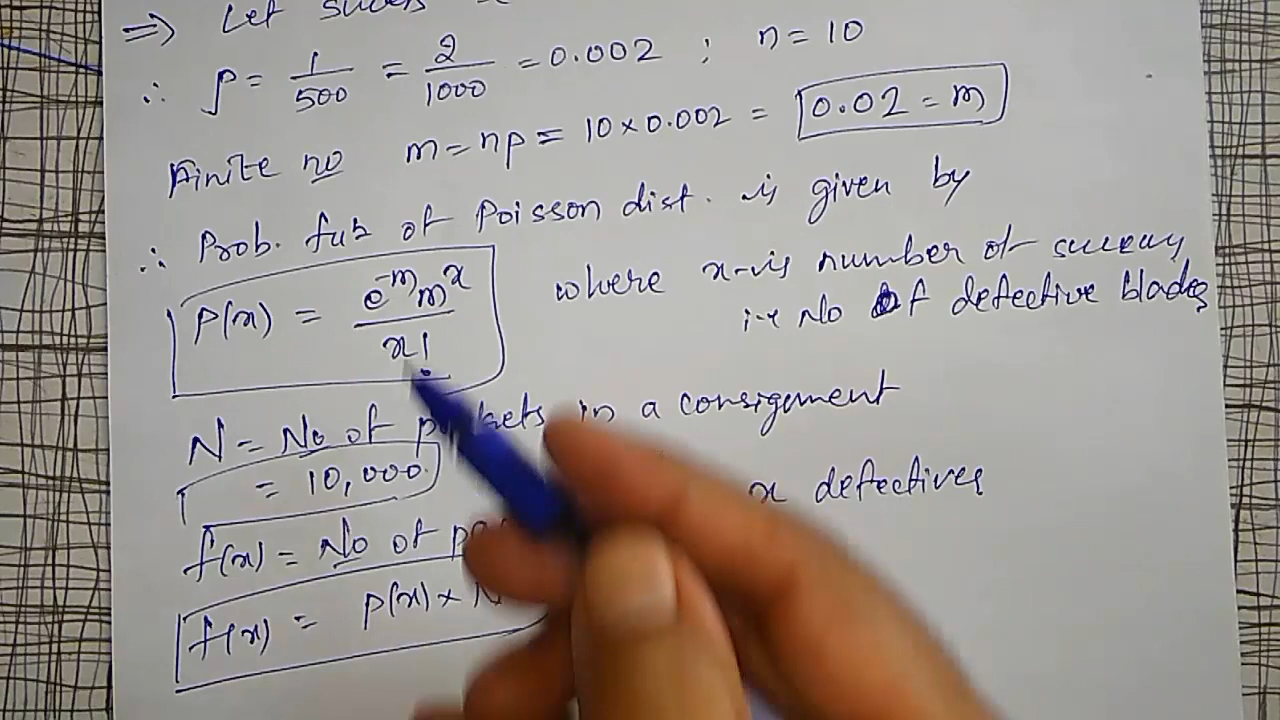 ⇒ Let
∴ p = 1/500 = 2/1000 = 0.002 ; n = 10
Finite no m = np = 10 × 0.002 = 0.02 = m
∴ Prob. fun of Poisson dist. is given by
P(x) = e^-m m^x / x! where x-is number of
i.e No of defective blades
N = No of in a consignment
= 10,000.
f(x) = No of x defectives
f(x) = P(x) × N